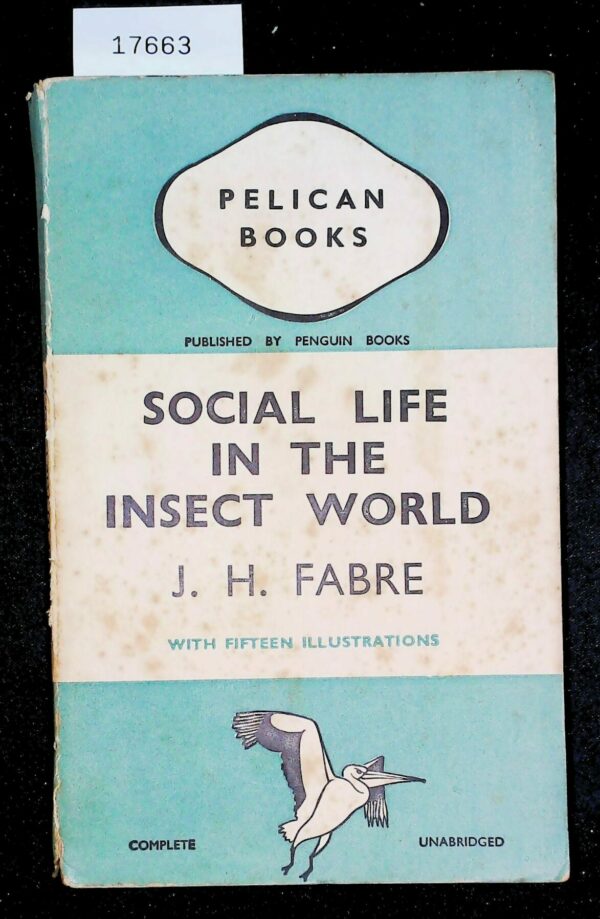 17663
PELICAN
BOOKS
PUBLISHED BY PENGUIN BOOKS
SOCIAL LIFE
IN THE
INSECT WORLD
J. H. FABRE
WITH FIFTEEN ILLUSTRATIONS
COMPLETE UNABRIDGED